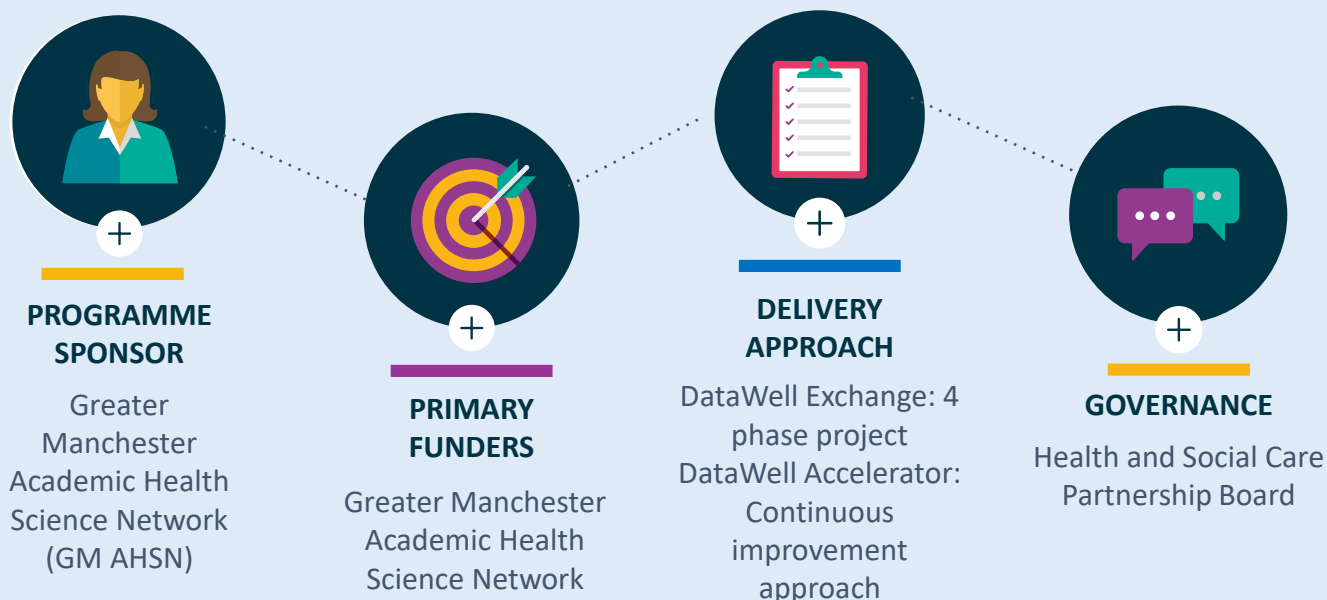 PROGRAMME
SPONSOR
Greater
Manchester
Academic Health
Science Network
(GM AHSN)
PRIMARY
FUNDERS
Greater Manchester
Academic Health
Science Network
DELIVERY
APPROACH
DataWell Exchange: 4
phase project
DataWell Accelerator:
Continuous
improvement
approach
GOVERNANCE
Health and Social Care
Partnership Board